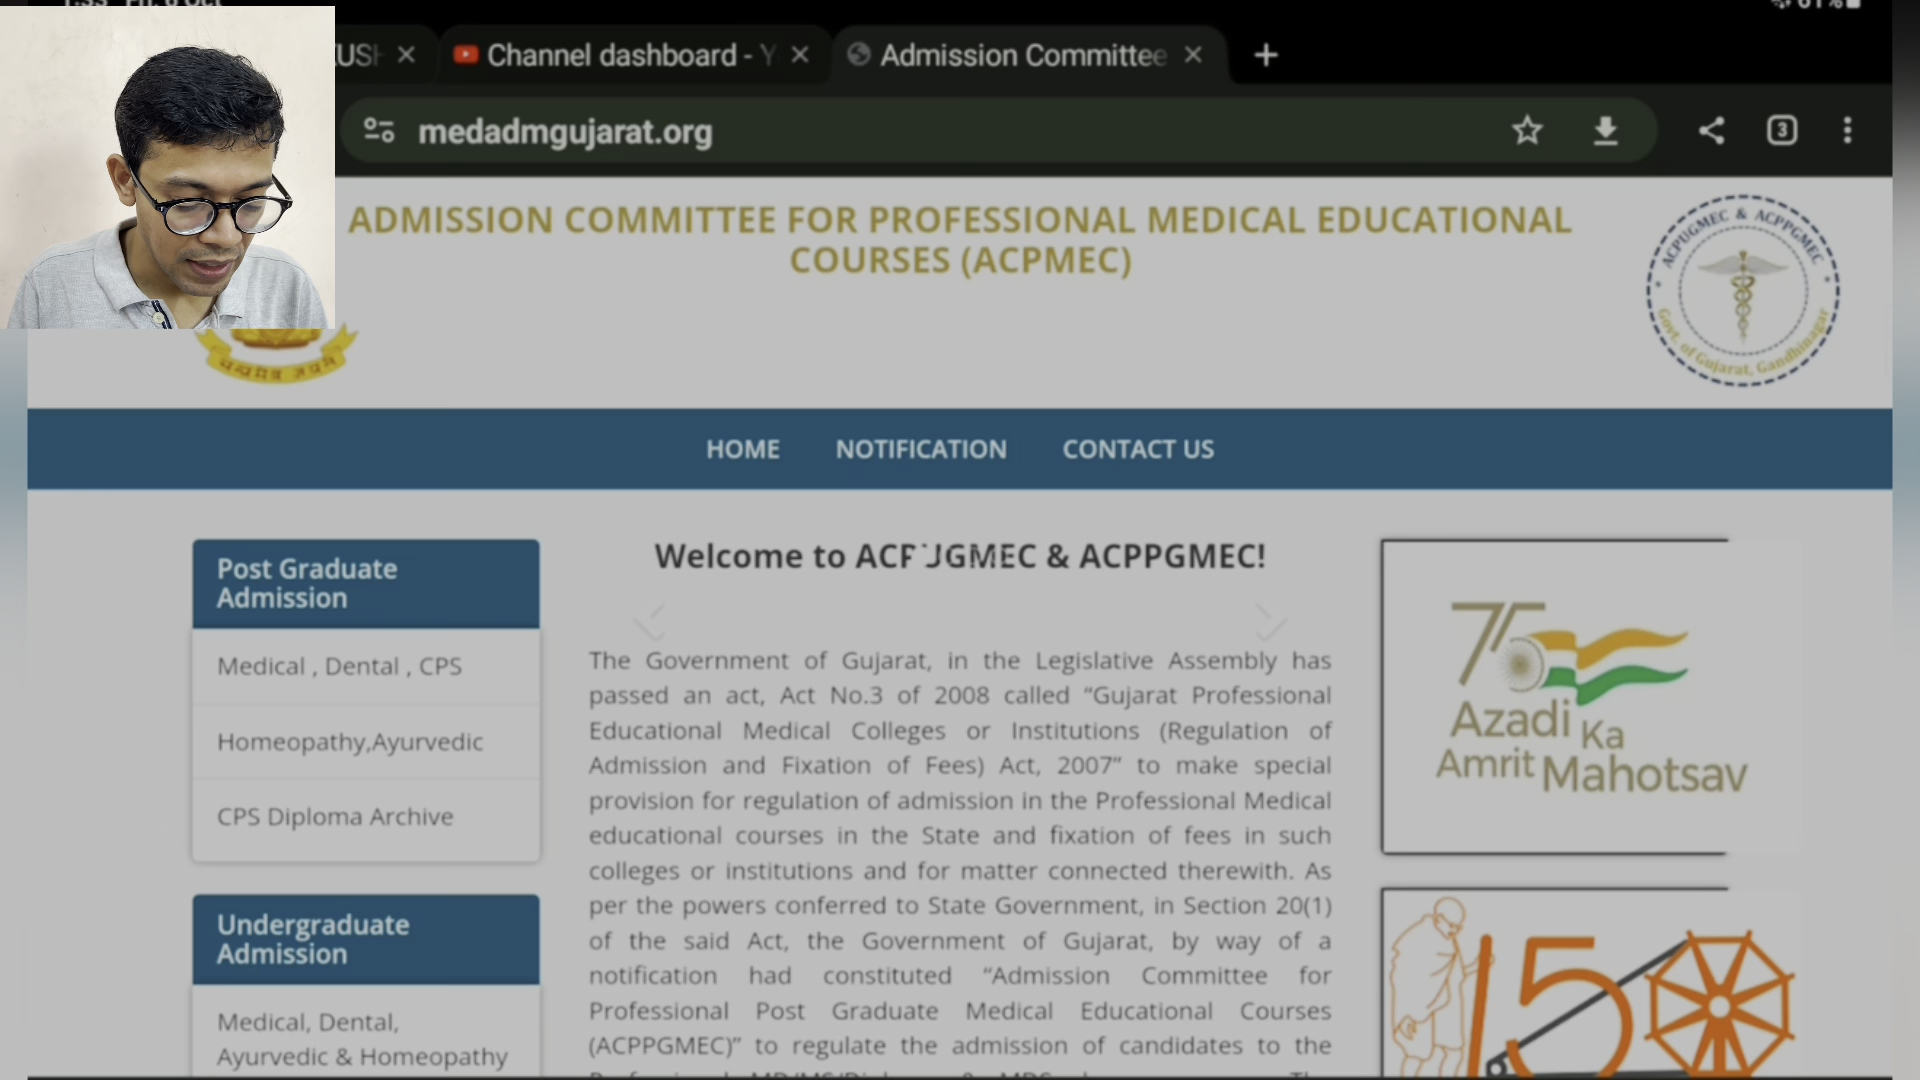 Channel dashboard - Y
Admission Committee
medadmgujarat.org
3
ADMISSION COMMITTEE FOR PROFESSIONAL MEDICAL EDUCATIONAL
COURSES (ACPMEC)
ACPUGMEC & ACPPGMEC
Govt. of Gujarat, Gandhinagar
HOME NOTIFICATION CONTACT US
Post Graduate
Admission
Medical , Dental , CPS
Homeopathy,Ayurvedic
CPS Diploma Archive
Undergraduate
Admission
Medical, Dental,
Ayurvedic & Homeopathy
Welcome to ACPUGMEC & ACPPGMEC!
The Government of Gujarat, in the Legislative Assembly has
passed an act, Act No.3 of 2008 called “Gujarat Professional
Educational Medical Colleges or Institutions (Regulation of
Admission and Fixation of Fees) Act, 2007” to make special
provision for regulation of admission in the Professional Medical
educational courses in the State and fixation of fees in such
colleges or institutions and for matter connected therewith. As
per the powers conferred to State Government, in Section 20(1)
of the said Act, the Government of Gujarat, by way of a
notification had constituted “Admission Committee for
Professional Post Graduate Medical Educational Courses
(ACPPGMEC)” to regulate the admission of candidates to the
75
Azadi Ka
Amrit Mahotsav
150